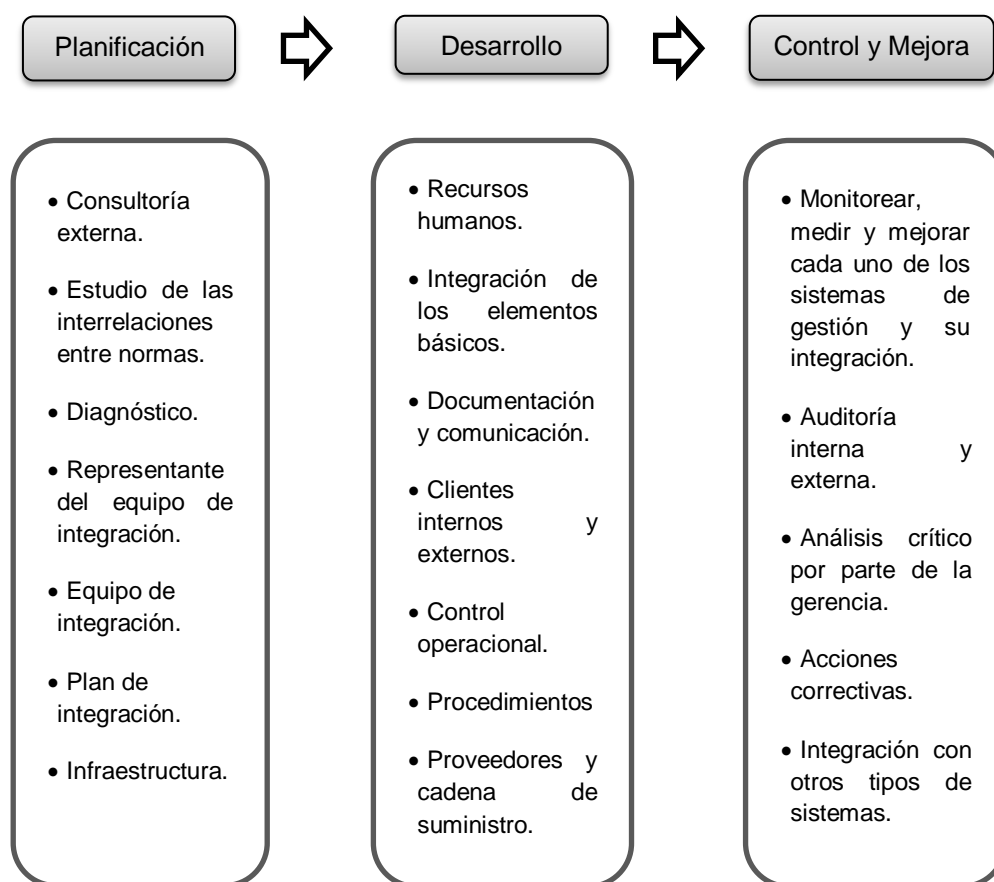 Planificación
Desarrollo
Control y Mejora
• Consultoría
externa.
• Estudio de las
interrelaciones
entre normas.
• Diagnóstico.
• Representante
del equipo de
integración.
• Equipo de
integración.
• Plan de
integración.
• Infraestructura.
• Recursos
humanos.
• Integración de
los elementos
básicos.
• Documentación
y comunicación.
• Clientes
internos y
externos.
• Control
operacional.
• Procedimientos
• Proveedores y
cadena de
suministro.
• Monitorear,
medir y mejorar
cada uno de los
sistemas de
gestión y su
integración.
• Auditoría
interna y
externa.
• Análisis crítico
por parte de la
gerencia.
• Acciones
correctivas.
• Integración con
otros tipos de
sistemas.